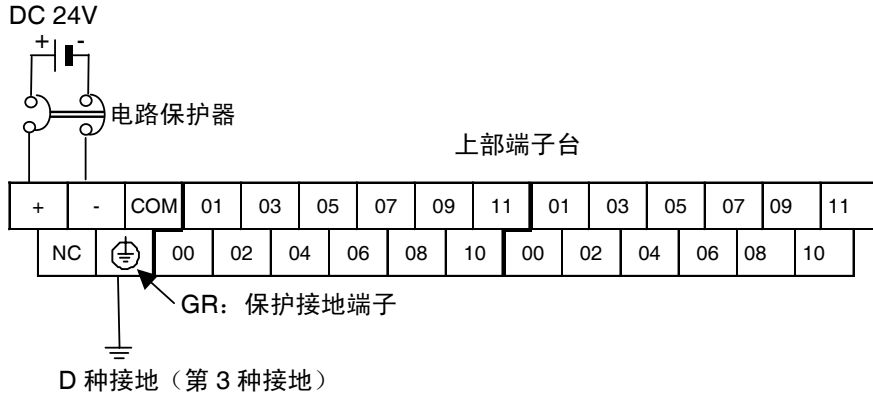 DC 24V
+ -
电路保护器
上部端子台
+ - COM 01 03 05 07 09 11 01 03 05 07 09 11
NC 00 02 04 06 08 10 00 02 04 06 08 10
GR：保护接地端子
D 种接地（第 3 种接地）